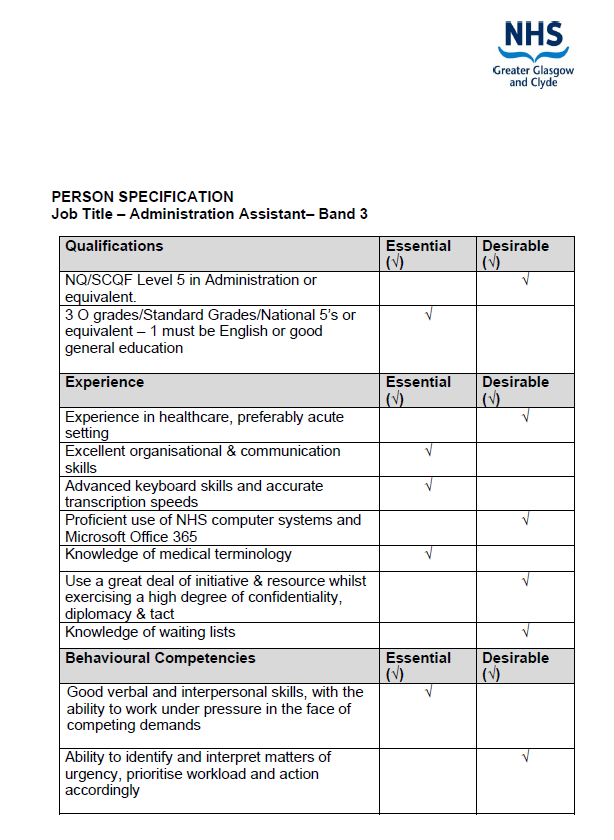 NHS
Greater Glasgow
and Clyde
PERSON SPECIFICATION
Job Title – Administration Assistant– Band 3
Qualifications Essential Desirable
(√) (√)
NQ/SCQF Level 5 in Administration or √
equivalent.
3 O grades/Standard Grades/National 5's or √
equivalent – 1 must be English or good
general education
Experience Essential Desirable
(√) (√)
Experience in healthcare, preferably acute √
setting
Excellent organisational & communication √
skills
Advanced keyboard skills and accurate √
transcription speeds
Proficient use of NHS computer systems and √
Microsoft Office 365
Knowledge of medical terminology √
Use a great deal of initiative & resource whilst √
exercising a high degree of confidentiality,
diplomacy & tact
Knowledge of waiting lists √
Behavioural Competencies Essential Desirable
(√) (√)
Good verbal and interpersonal skills, with the √
ability to work under pressure in the face of
competing demands
Ability to identify and interpret matters of √
urgency, prioritise workload and action
accordingly